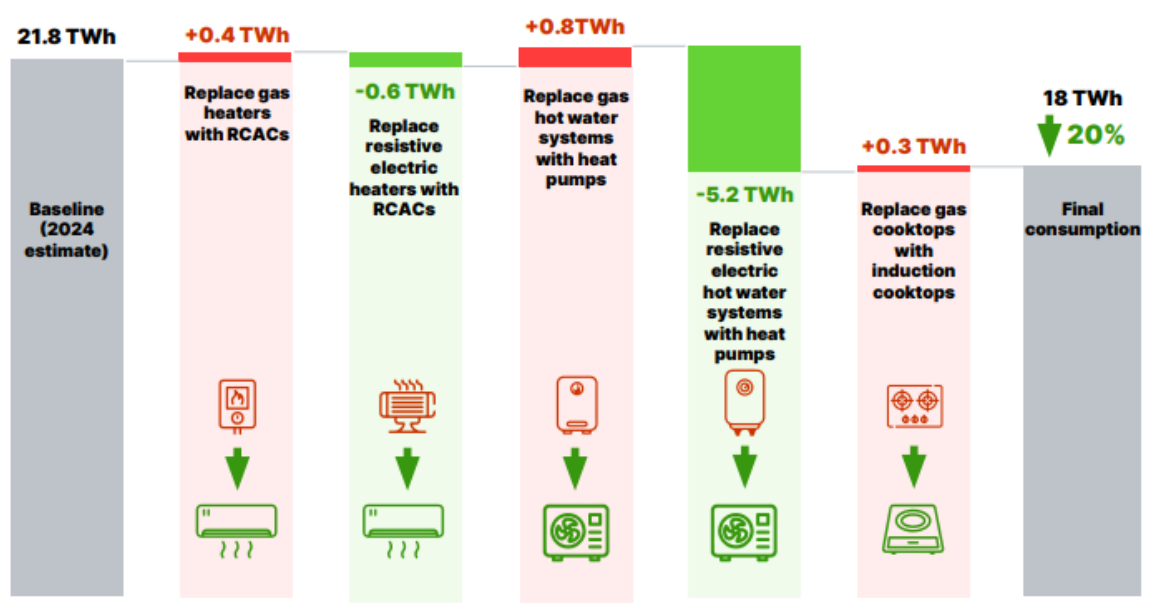 21.8 TWh
Baseline
(2024
estimate)
+0.4 TWh
Replace gas
heaters
with RCACs
-0.6 TWh
Replace
resistive
electric
heaters with
RCACs
+0.8TWh
Replace gas
hot water
systems
with heat
pumps
-5.2 TWh
Replace
resistive
electric
hot water
systems
with heat
pumps
+0.3 TWh
Replace gas
cooktops
with
induction
cooktops
18 TWh
20%
Final
consumption